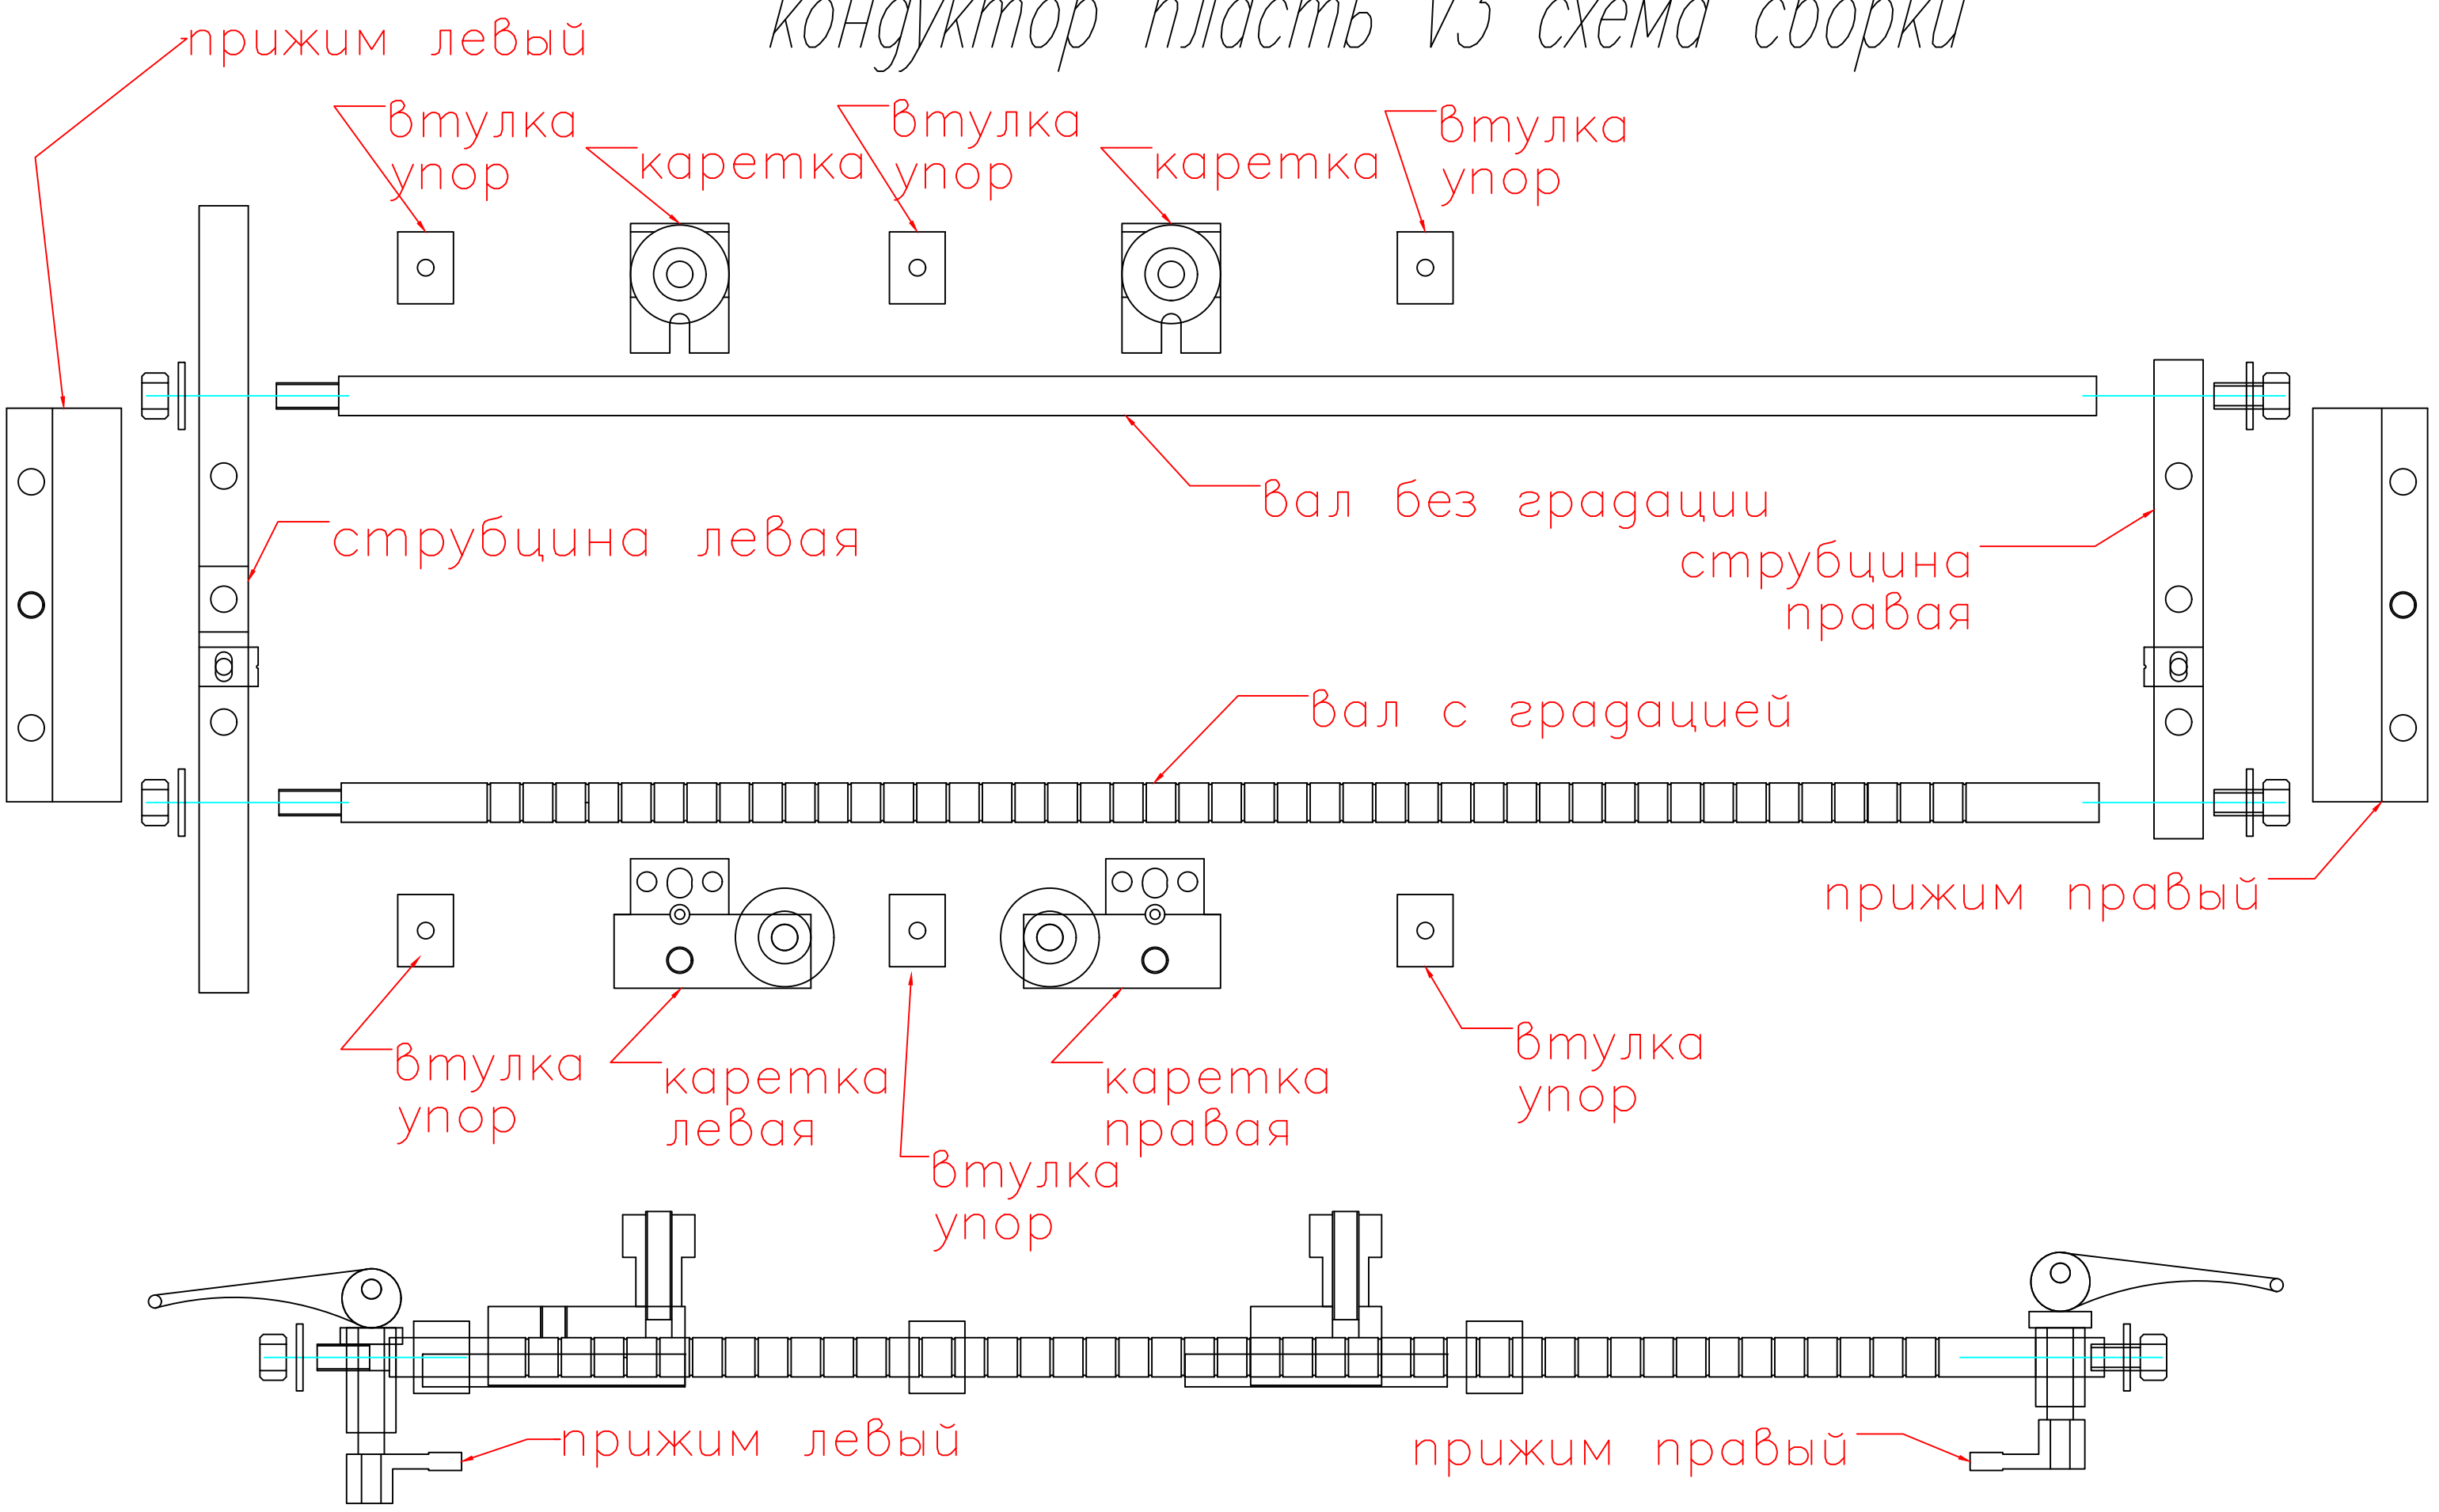 кондуктор пласть V3 схема сборки
прижим левый
втулка
упор
каретка
втулка
упор
каретка
втулка
упор
вал без градации
струбцина левая
струбцина
правая
вал с градацией
прижим правый
втулка
упор
каретка
левая
втулка
упор
каретка
правая
втулка
упор
прижим левый
прижим правый